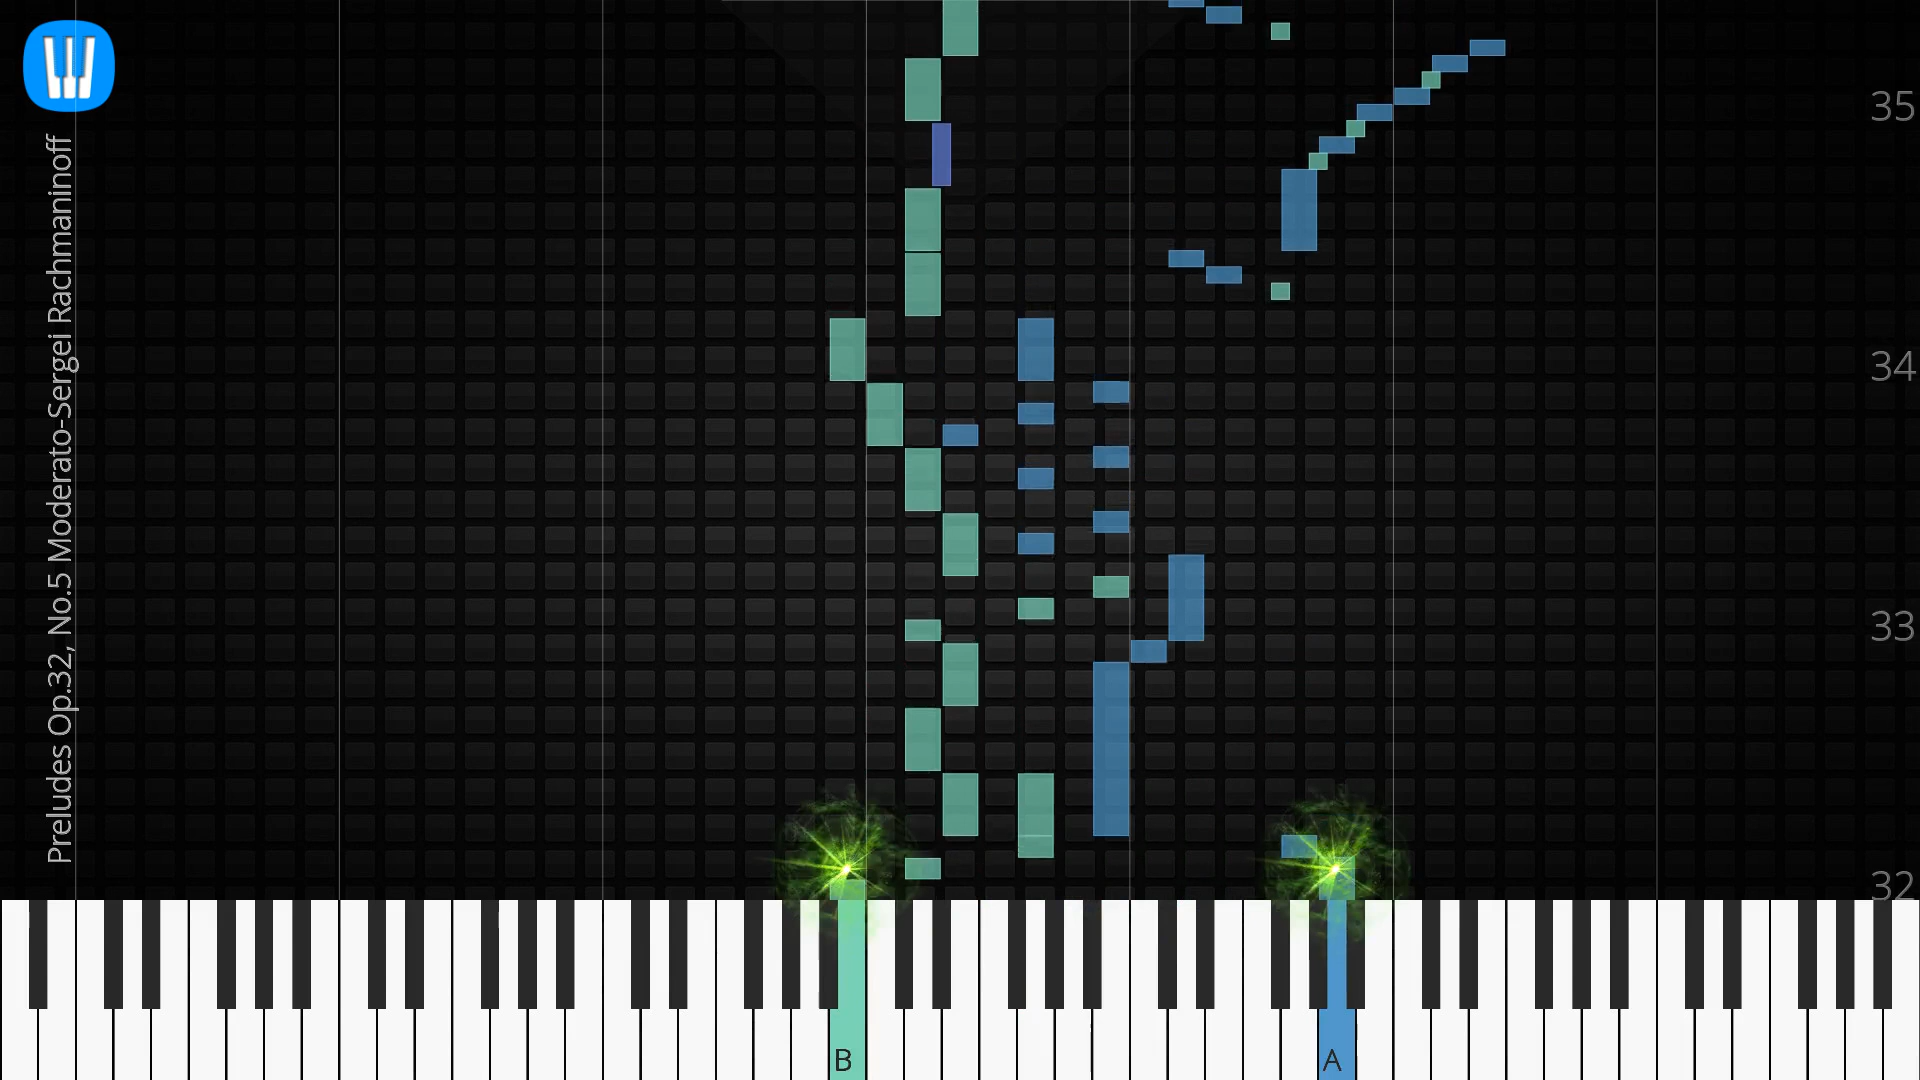 Preludes Op.32, No.5 Moderato-Sergei Rachmaninoff
35
34
33
32
B
A